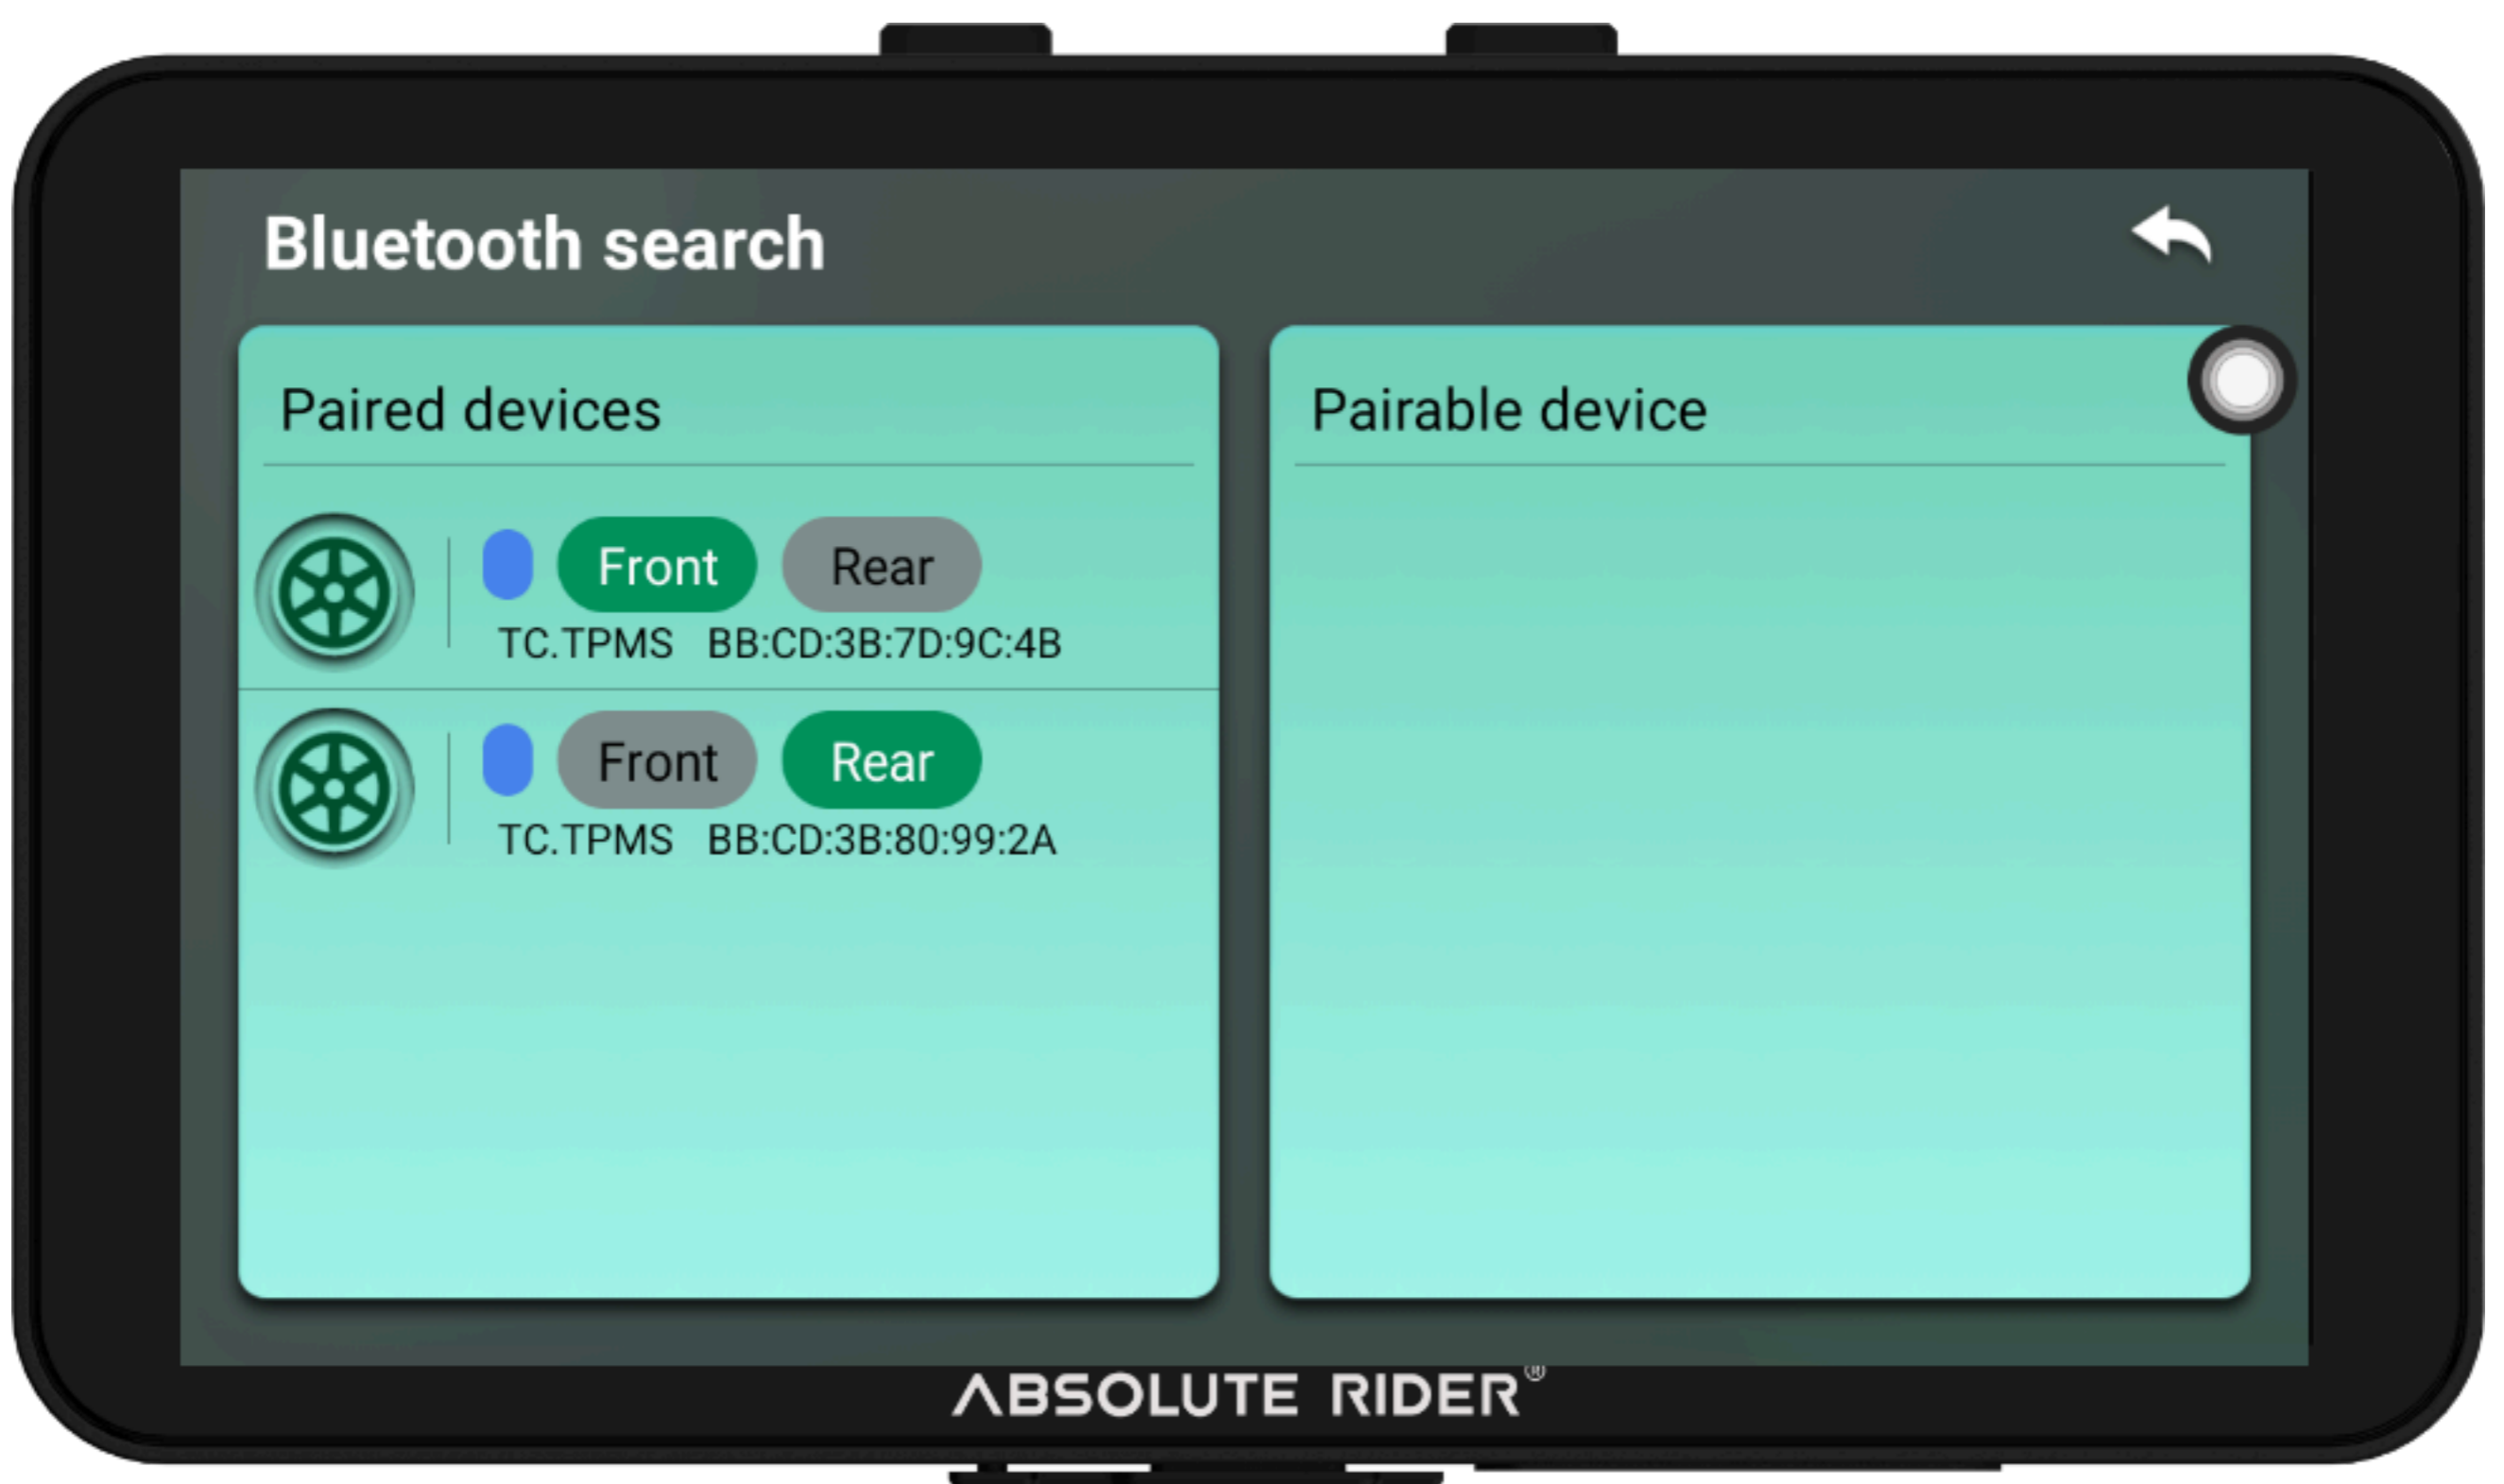 Bluetooth search
Paired devices
Front Rear
TC.TPMS BB:CD:3B:7D:9C:4B
Front Rear
TC.TPMS BB:CD:3B:80:99:2A
Pairable device
ABSOLUTE RIDER®